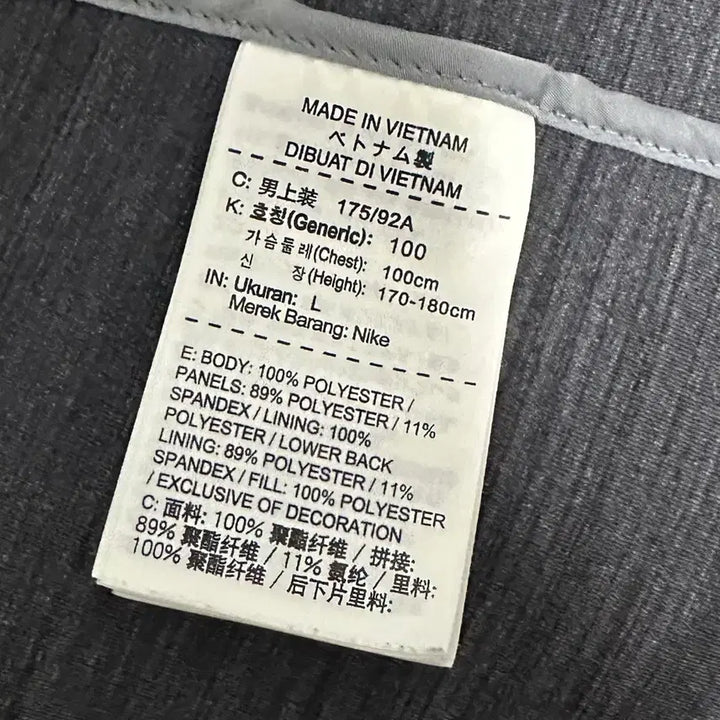 MADE IN VIETNAM
ベトナム製
DIBUAT DI VIETNAM
C: 男上装 175/92A
K: 호칭(Generic): 100
가슴둘레(Chest): 100cm
신 장(Height): 170-180cm
IN: Ukuran: L
Merek Barang: Nike
E: BODY: 100% POLYESTER /
PANELS: 89% POLYESTER / 11%
SPANDEX / LINING: 100%
POLYESTER / LOWER BACK
LINING: 89% POLYESTER / 11%
SPANDEX / FILL: 100% POLYESTER
/ EXCLUSIVE OF DECORATION
C: 面料: 100% 聚酯纤维 / 拼接:
89% 聚酯纤维 / 11% 氨纶 / 里料:
100% 聚酯纤维 / 后下片里料: